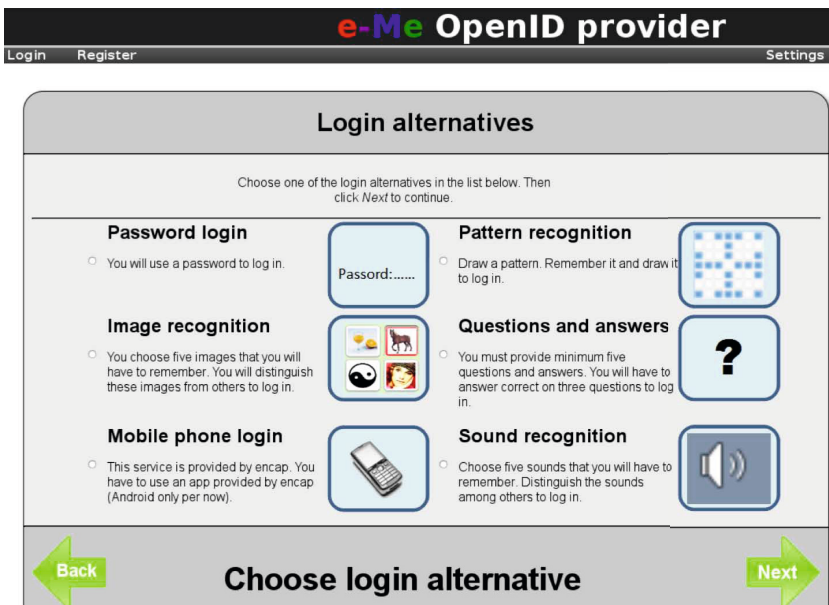 e-Me OpenID provider
Login Register Settings
Login alternatives
Choose one of the login alternatives in the list below. Then
click Next to continue.
Password login
You will use a password to log in.
Passord:......
Pattern recognition
Draw a pattern. Remember it and draw it
to log in.
Image recognition
You choose five images that you will
have to remember. You will distinguish
these images from others to log in.
Questions and answers
You must provide minimum five
questions and answers. You will have to
answer correct on three questions to log
in.
?
Mobile phone login
This service is provided by encap. You
have to use an app provided by encap
(Android only per now).
Sound recognition
Choose five sounds that you will have to
remember. Distinguish the sounds
among others to log in.
Back
Choose login alternative
Next